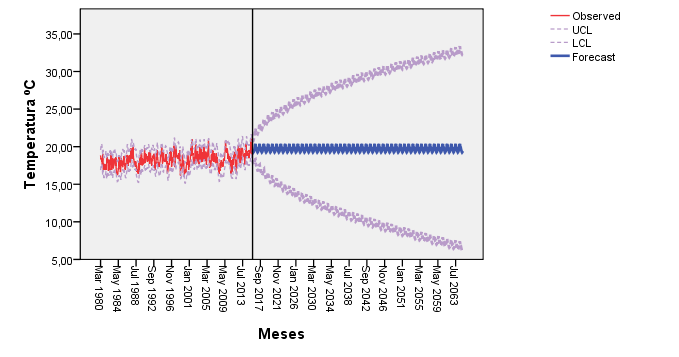 Observed
UCL
LCL
Forecast
35,00
30,00
25,00
20,00
15,00
10,00
5,00
Temperatura ºC
Mar 1980
May 1984
Jul 1988
Sep 1992
Nov 1996
Jan 2001
Mar 2005
May 2009
Jul 2013
Sep 2017
Nov 2021
Jan 2026
Mar 2030
May 2034
Jul 2038
Sep 2042
Nov 2046
Jan 2051
Mar 2055
May 2059
Jul 2063
Meses